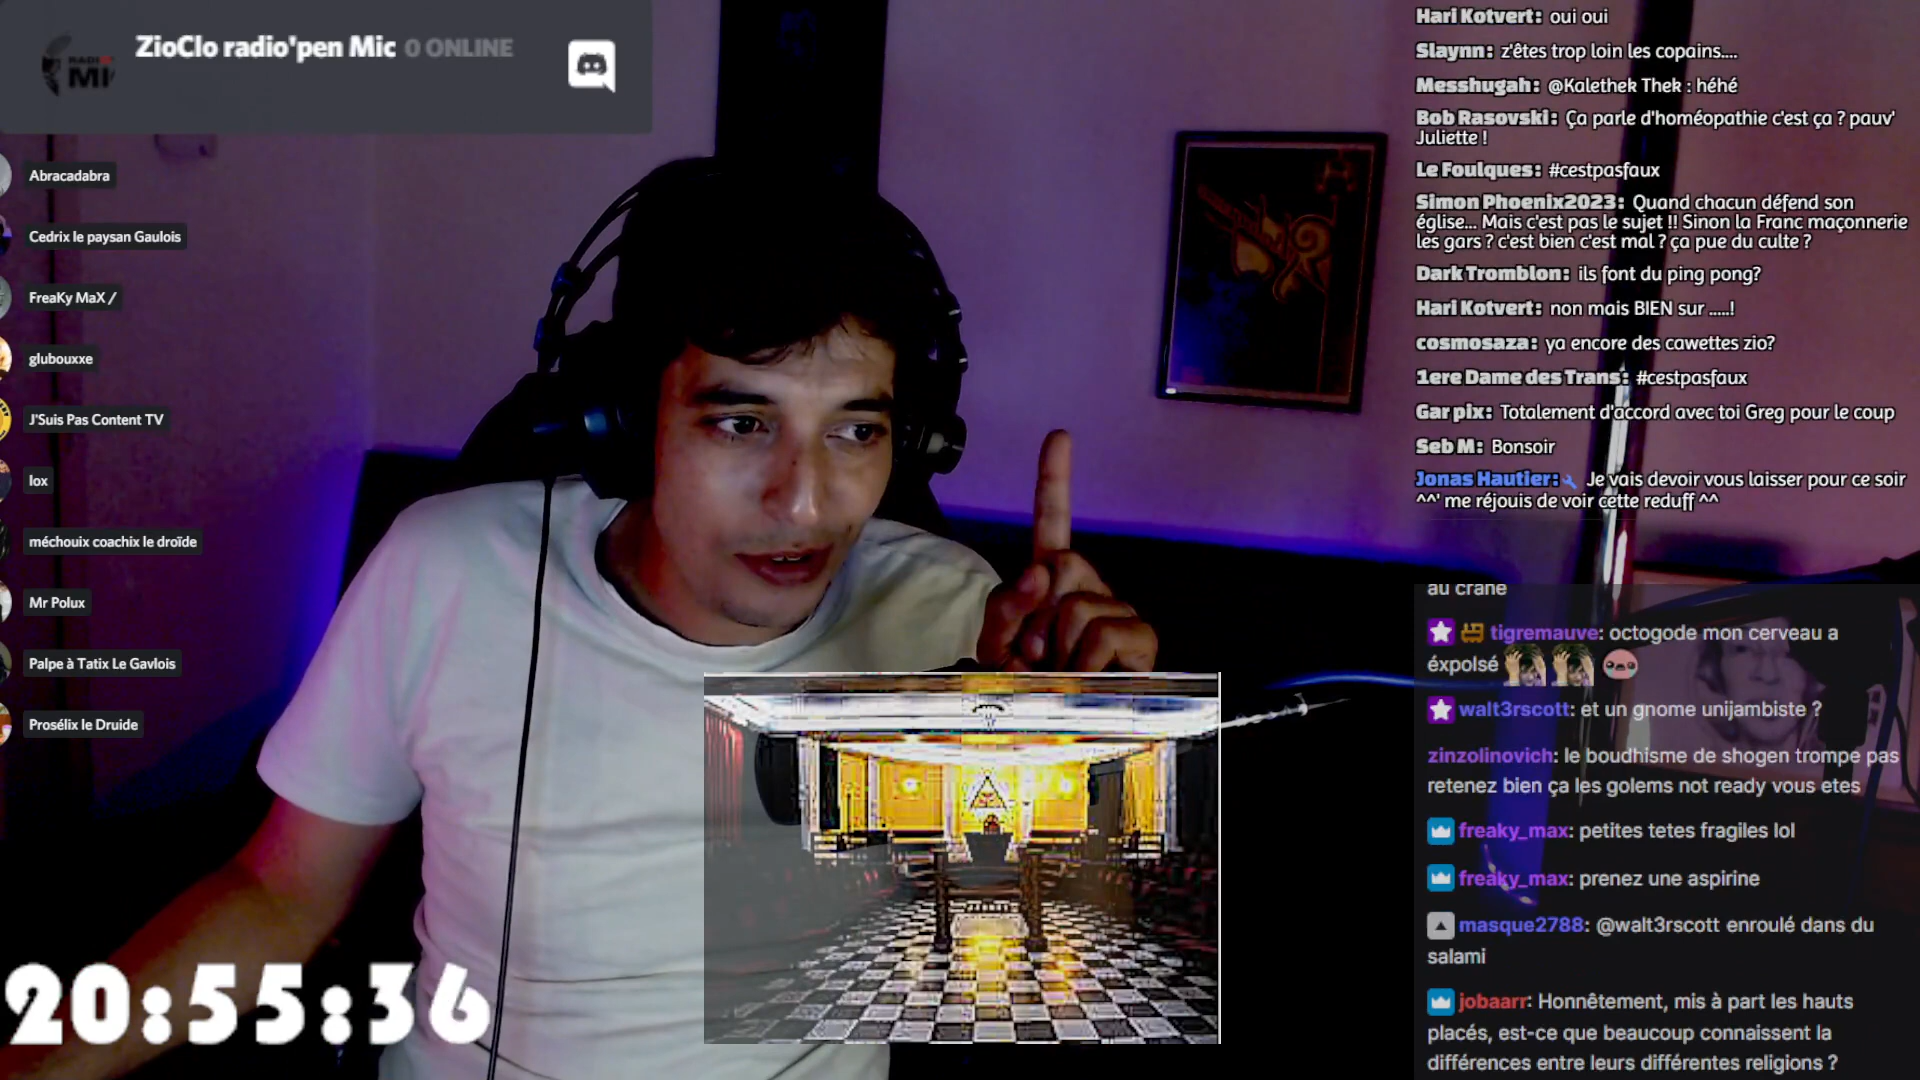 ZioClo radio'pen Mic 0 ONLINE
RADIO
MI
Abracadabra
Cedrix le paysan Gaulois
FreaKy MaX /
glubouxxe
J'Suis Pas Content TV
lox
méchouix coachix le droïde
Mr Polux
Palpe à Tatix Le Gavlois
Prosélix le Druide
20:55:36
Hari Kotvert: oui oui
Slaynn: z'êtes trop loin les copains....
Messhugah: @Kalethek Thek : héhé
Bob Rasovski: Ça parle d'homéopathie c'est ça ? pauv'
Juliette !
Le Foulques: #cestpasfaux
Simon Phoenix2023: Quand chacun défend son
église... Mais c'est pas le sujet !! Sinon la Franc maçonnerie
les gars ? c'est bien c'est mal ? ça pue du culte ?
Dark Tromblon: ils font du ping pong?
Hari Kotvert: non mais BIEN sur .....!
cosmosaza: ya encore des cawettes zio?
1ere Dame des Trans: #cestpasfaux
Gar pix: Totalement d'accord avec toi Greg pour le coup
Seb M: Bonsoir
Jonas Hautier: Je vais devoir vous laisser pour ce soir
^^' me réjouis de voir cette reduff ^^
au crane
tigremauve: octogode mon cerveau a
éxpolsé
walt3rscott: et un gnome unijambiste ?
zinzolinovich: le boudhisme de shogen trompe pas
retenez bien ça les golems not ready vous etes
freaky_max: petites tetes fragiles lol
freaky_max: prenez une aspirine
masque2788: @walt3rscott enroulé dans du
salami
jobaarr: Honnêtement, mis à part les hauts
placés, est-ce que beaucoup connaissent la
différences entre leurs différentes religions ?